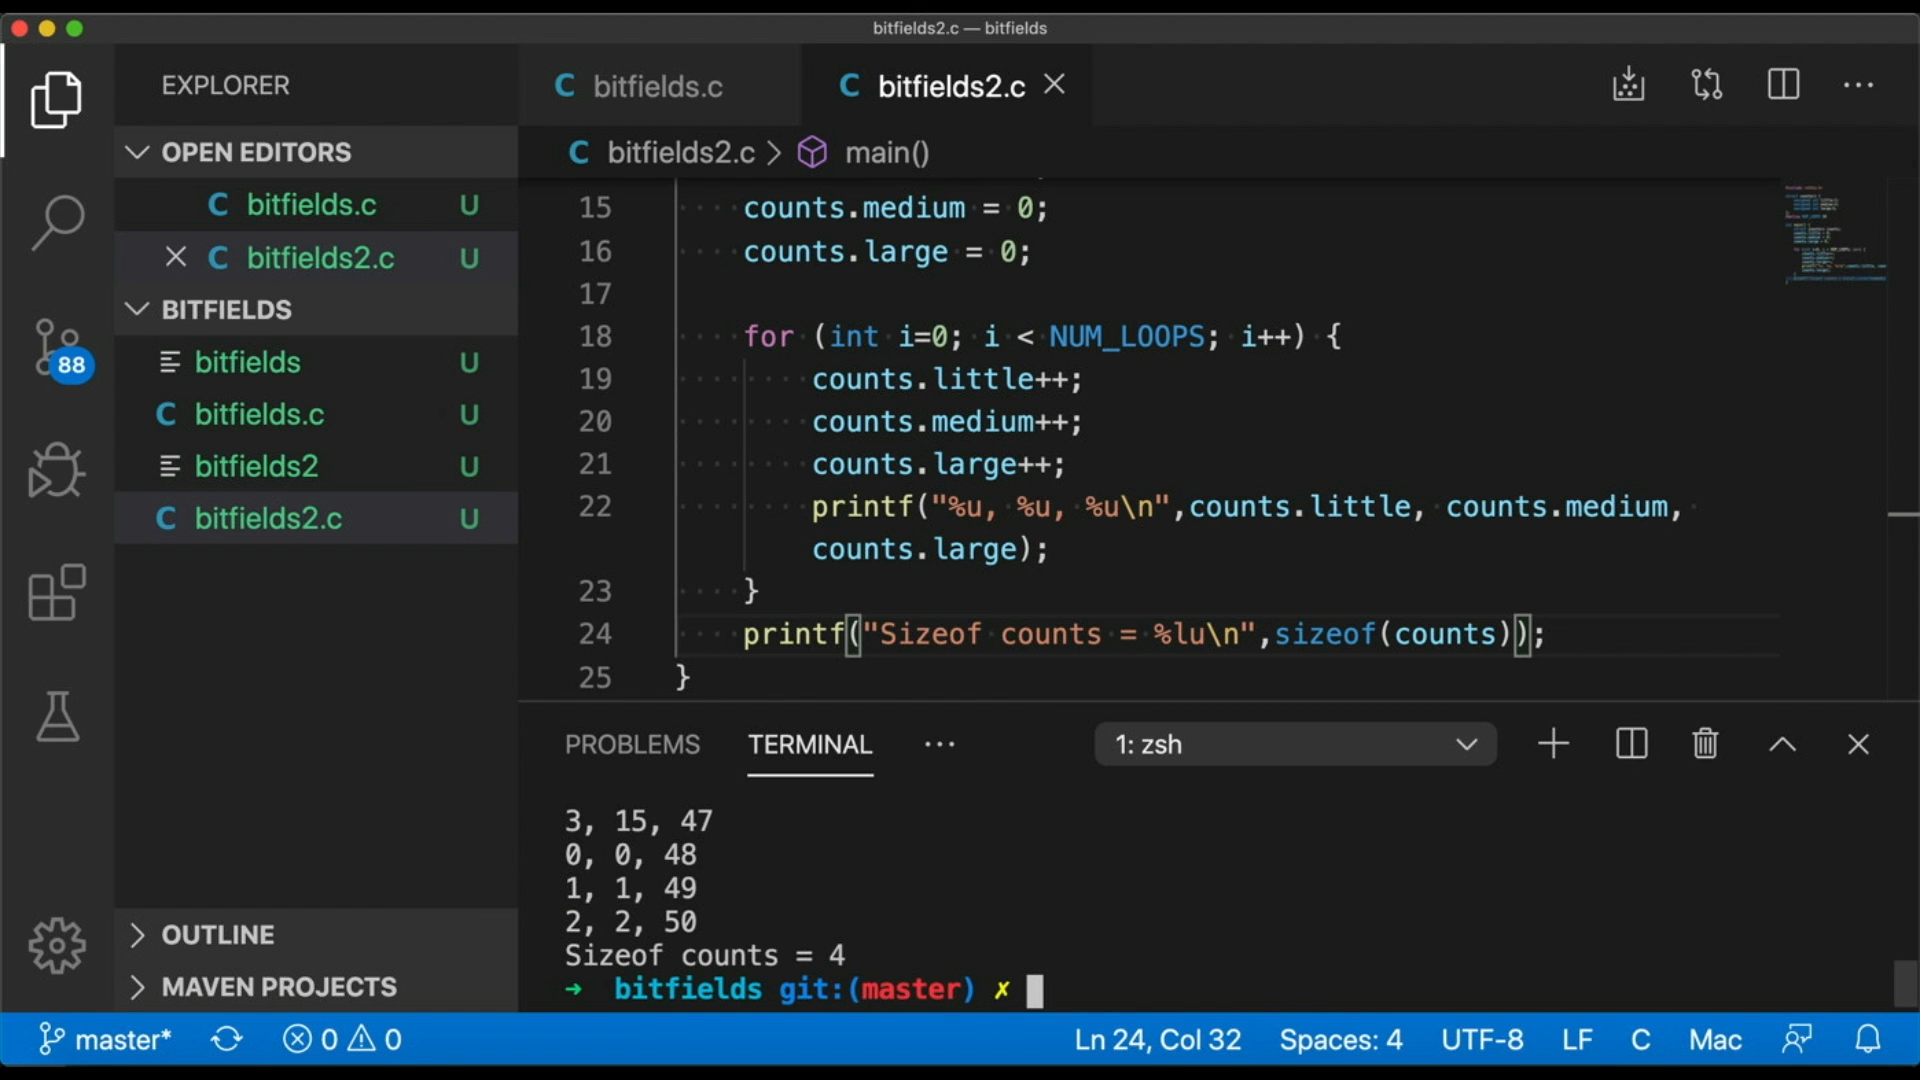 bitfields2.c — bitfields
EXPLORER
OPEN EDITORS
C bitfields.c U
C bitfields2.c U
BITFIELDS
bitfields U
C bitfields.c U
bitfields2 U
C bitfields2.c U
OUTLINE
MAVEN PROJECTS
88
C bitfields.c
C bitfields2.c
C bitfields2.c > main()
15 counts.medium = 0;
16 counts.large = 0;
17
18 for (int i=0; i < NUM_LOOPS; i++) {
19 counts.little++;
20 counts.medium++;
21 counts.large++;
22 printf("%u, %u, %u\n",counts.little, counts.medium,
counts.large);
23 }
24 printf("Sizeof counts = %lu\n",sizeof(counts));
25 }
PROBLEMS TERMINAL ··· 1: zsh
3, 15, 47
0, 0, 48
1, 1, 49
2, 2, 50
Sizeof counts = 4
➜ bitfields git:(master) ✗
master* 0 0 Ln 24, Col 32 Spaces: 4 UTF-8 LF C Mac